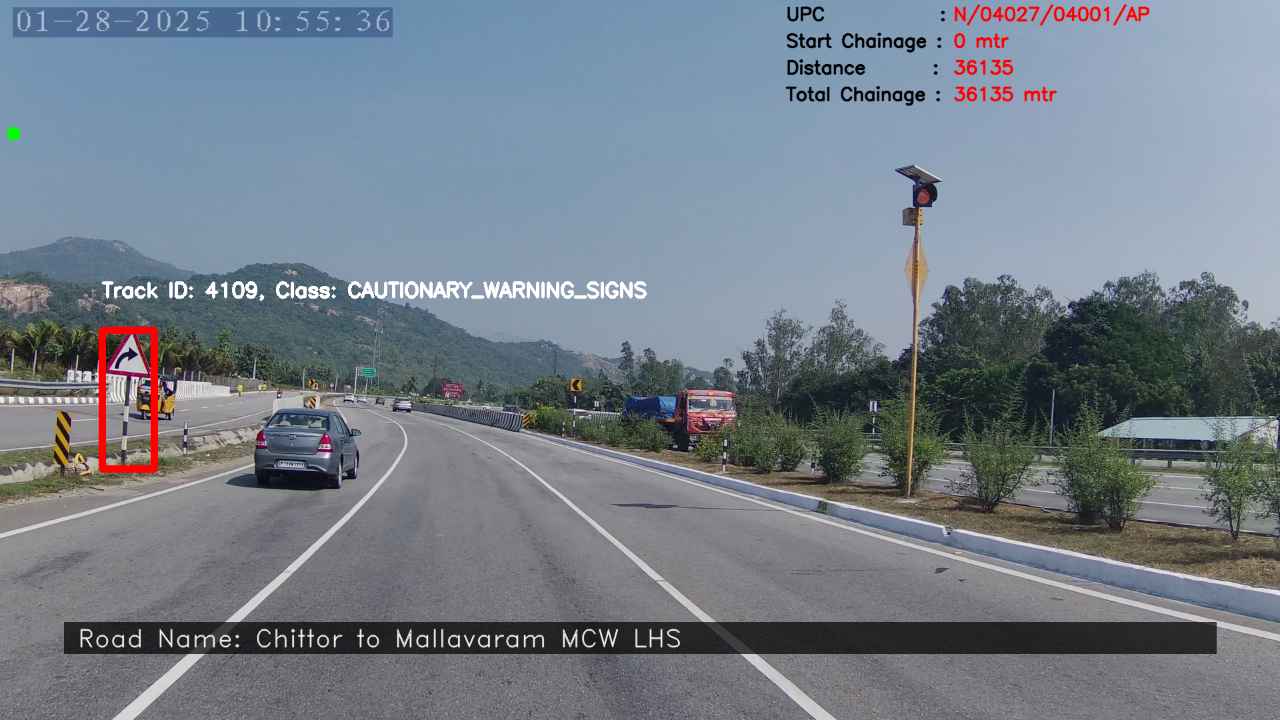 01-28-2025 10:55:36
UPC : N/04027/04001/AP
Start Chainage : 0 mtr
Distance : 36135
Total Chainage : 36135 mtr
Track ID: 4109, Class: CAUTIONARY_WARNING_SIGNS
Road Name: Chittor to Mallavaram MCW LHS